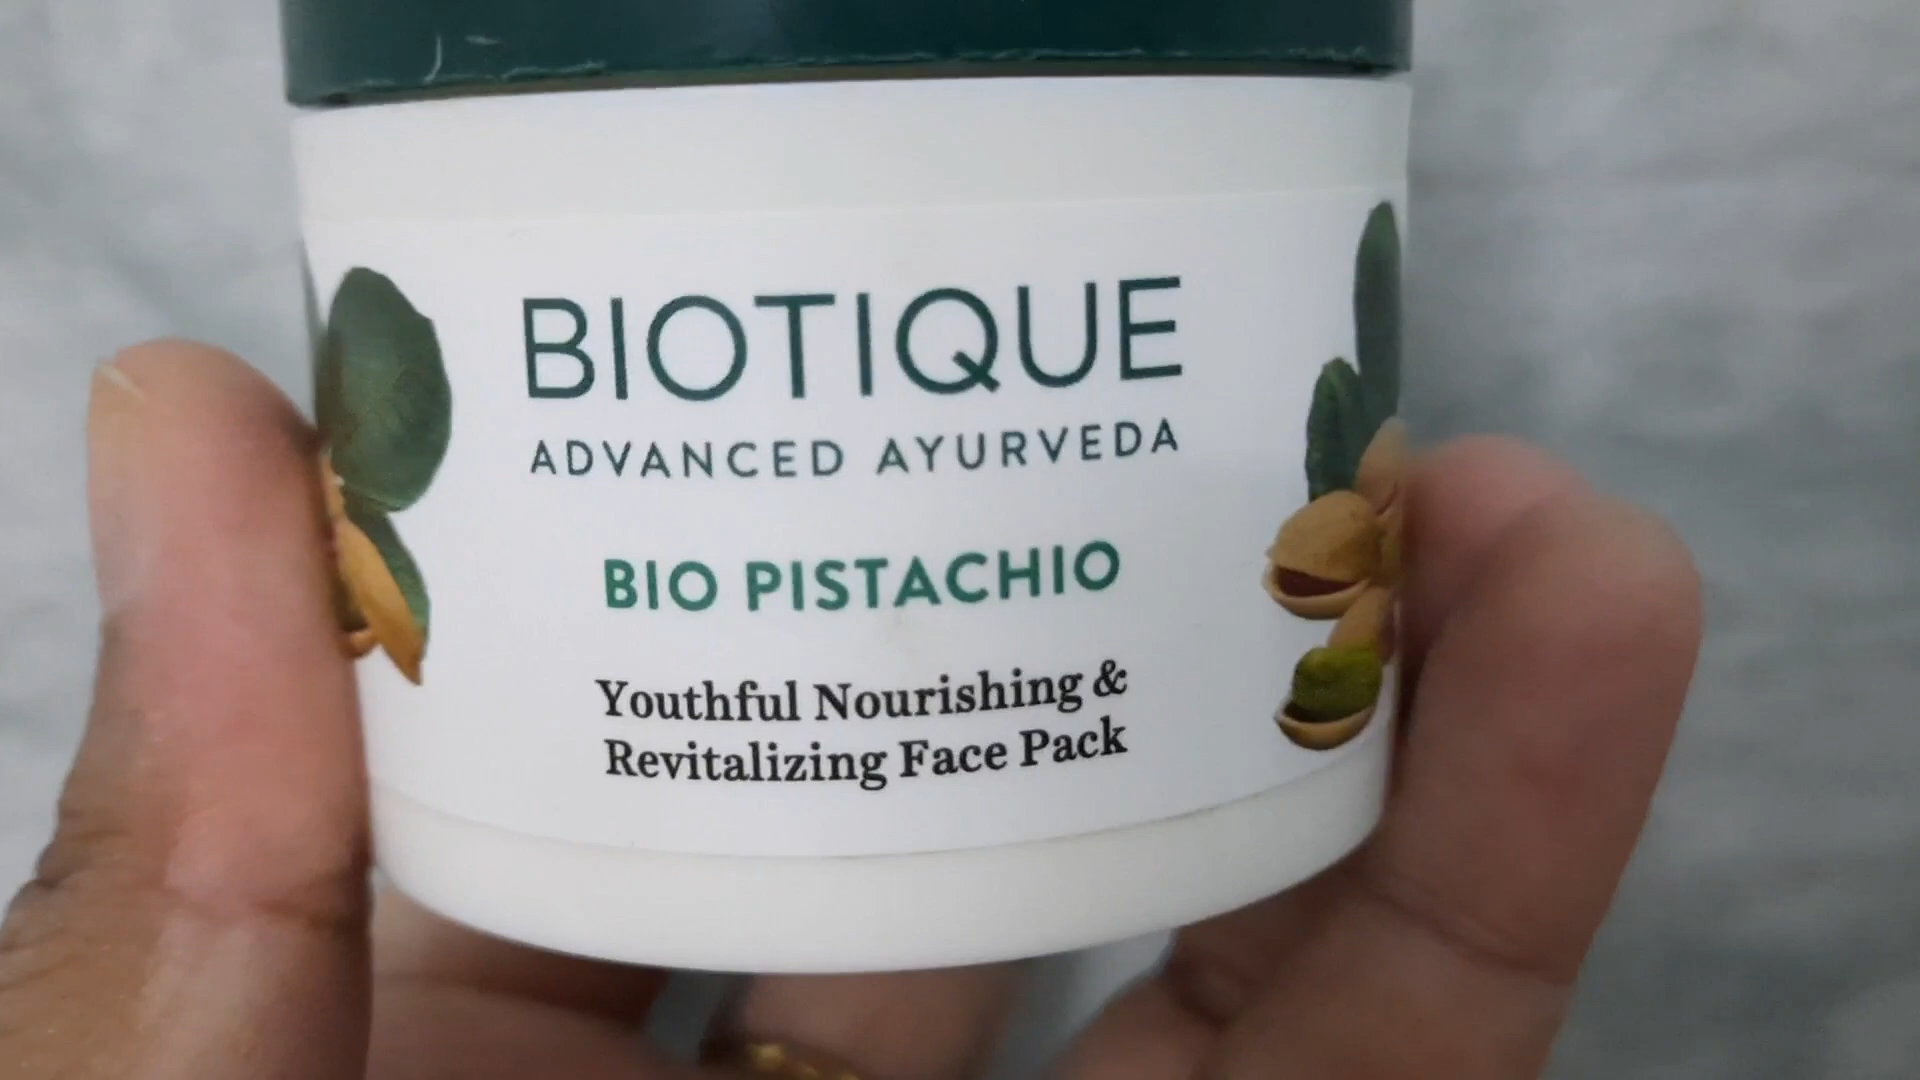 BIOTIQUE
ADVANCED AYURVEDA
BIO PISTACHIO
Youthful Nourishing &
Revitalizing Face Pack